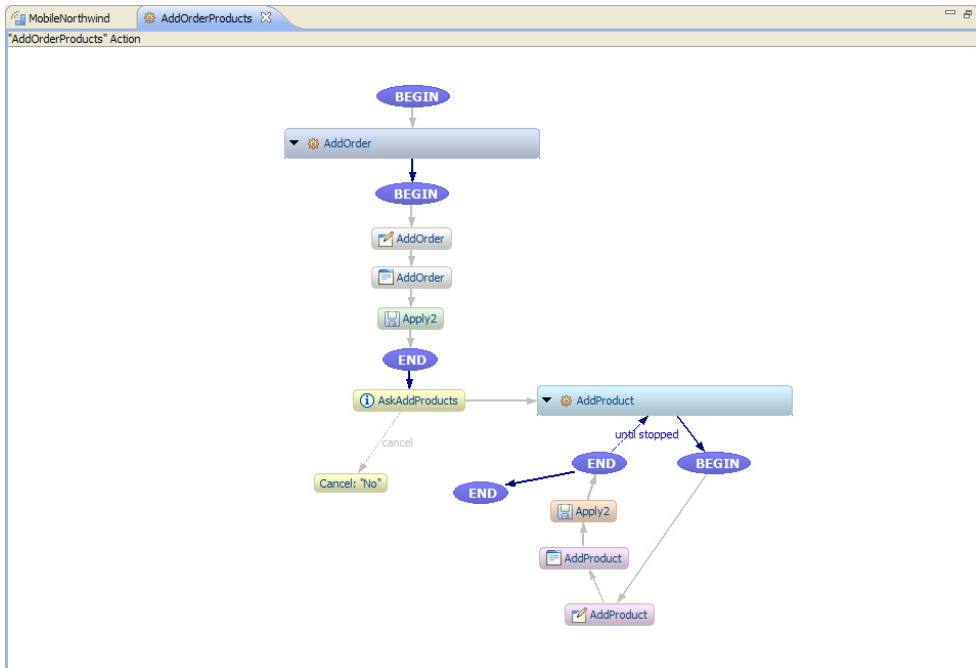 MobileNorthwind
AddOrderProducts
"AddOrderProducts" Action
BEGIN
AddOrder
BEGIN
AddOrder
AddOrder
Apply2
END
AskAddProducts
AddProduct
cancel
until stopped
Cancel: "No"
END
END
BEGIN
Apply2
AddProduct
AddProduct